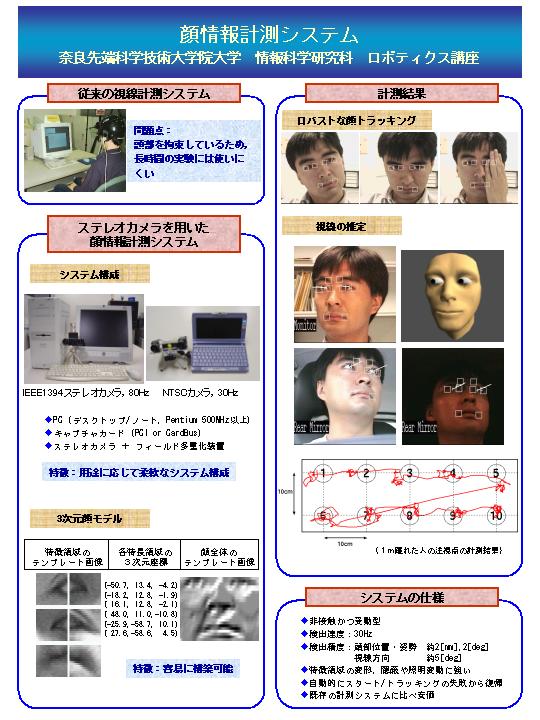 顔情報計測システム
奈良先端科学技術大学院大学 情報科学研究科 ロボティクス講座
従来の視線計測システム
問題点:
頭部を拘束しているため,
長時間の実験には使いに
くい
ステレオカメラを用いた
顔情報計測システム
システム構成
IEEE1394ステレオカメラ, 80Hz NTSCカメラ, 30Hz
◆PC (デスクトップ/ノート, Pentium 500MHz以上)
◆キャプチャカード (PCI or CardBus)
◆ステレオカメラ + フィールド多重化装置
特徴:用途に応じて柔軟なシステム構成
3次元顔モデル
特徴領域の
テンプレート画像
各特長領域の
3次元座標
顔全体の
テンプレート画像
(-50.7, 13.4, -4.2)
(-18.2, 12.8, -1.9)
( 16.1, 12.8, -2.1)
( 48.0, 11.0,-10.8)
(-25.9,-58.7, 10.1)
( 27.6,-58.6, 4.5)
特徴:容易に構築可能
計測結果
ロバストな顔トラッキング
視線の推定
Monitor
Rear Mirror
Rear Mirror
1 2 3 4 5
10cm
6 7 8 9 10
10cm
(1m離れた人の注視点の計測結果)
システムの仕様
◆非接触かつ受動型
◆検出速度:30Hz
◆検出精度:頭部位置・姿勢 約2[mm],2[deg]
視線方向 約5[deg]
◆特徴領域の変形、隠蔽や照明変動に強い
◆自動的にスタート/トラッキングの失敗から復帰
◆既存の計測システムに比べ安価